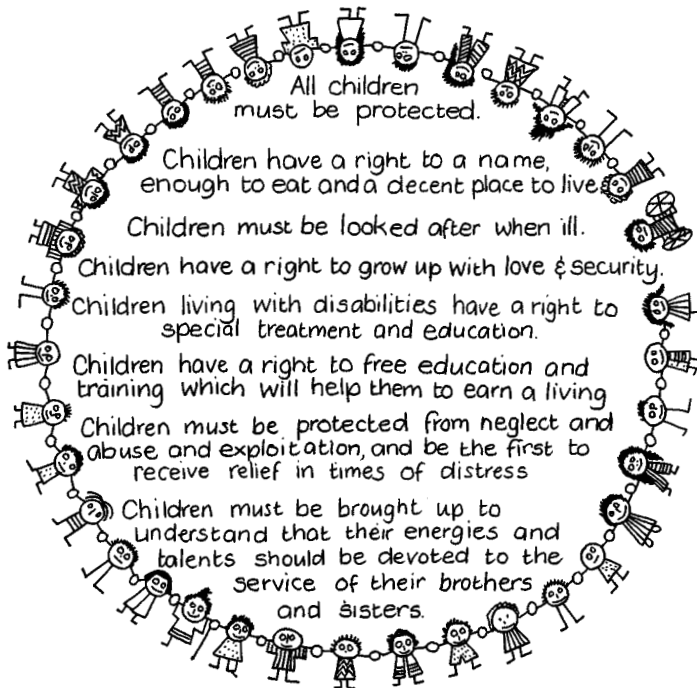 All children
must be protected.
Children have a right to a name,
enough to eat and a decent place to live.
Children must be looked after when ill.
Children have a right to grow up with love & security.
Children living with disabilities have a right to
special treatment and education.
Children have a right to free education and
training which will help them to earn a living
Children must be protected from neglect and
abuse and exploitation, and be the first to
receive relief in times of distress
Children must be brought up to
understand that their energies and
talents should be devoted to the
service of their brothers
and sisters.